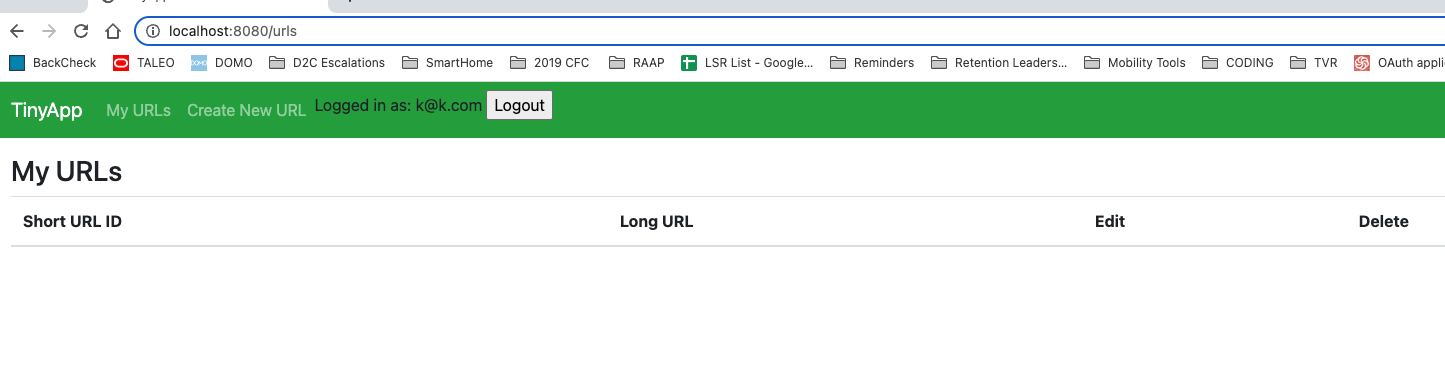 localhost:8080/urls
BackCheck TALEO DOMO D2C Escalations SmartHome 2019 CFC RAAP LSR List - Google... Reminders Retention Leaders... Mobility Tools CODING TVR OAuth appli
TinyApp My URLs Create New URL Logged in as: k@k.com Logout
My URLs
Short URL ID Long URL Edit Delete